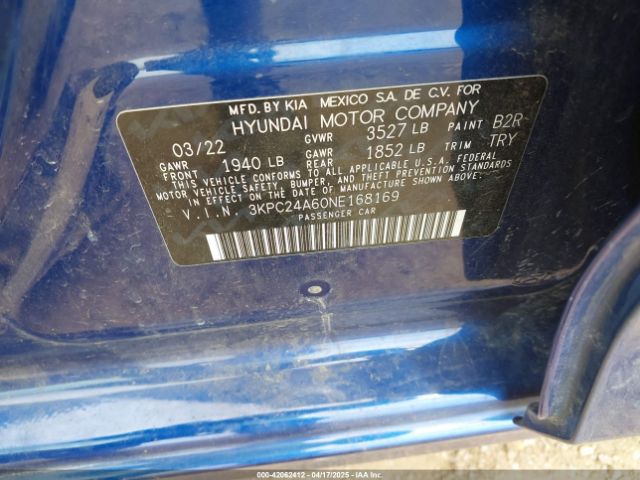 MFD. BY KIA MEXICO S.A. DE C.V. FOR
HYUNDAI MOTOR COMPANY
03/22 GVWR 3527 LB PAINT B2R
GAWR FRONT 1940 LB GAWR REAR 1852 LB TRIM TRY
THIS VEHICLE CONFORMS TO ALL APPLICABLE U.S.A. FEDERAL
MOTOR VEHICLE SAFETY, BUMPER, AND THEFT PREVENTION STANDARDS
IN EFFECT ON THE DATE OF MANUFACTURE SHOWN ABOVE.
V.I.N. 3KPC24A60NE168169
PASSENGER CAR
000-42062412 - 04/17/2025 - IAAI.COM